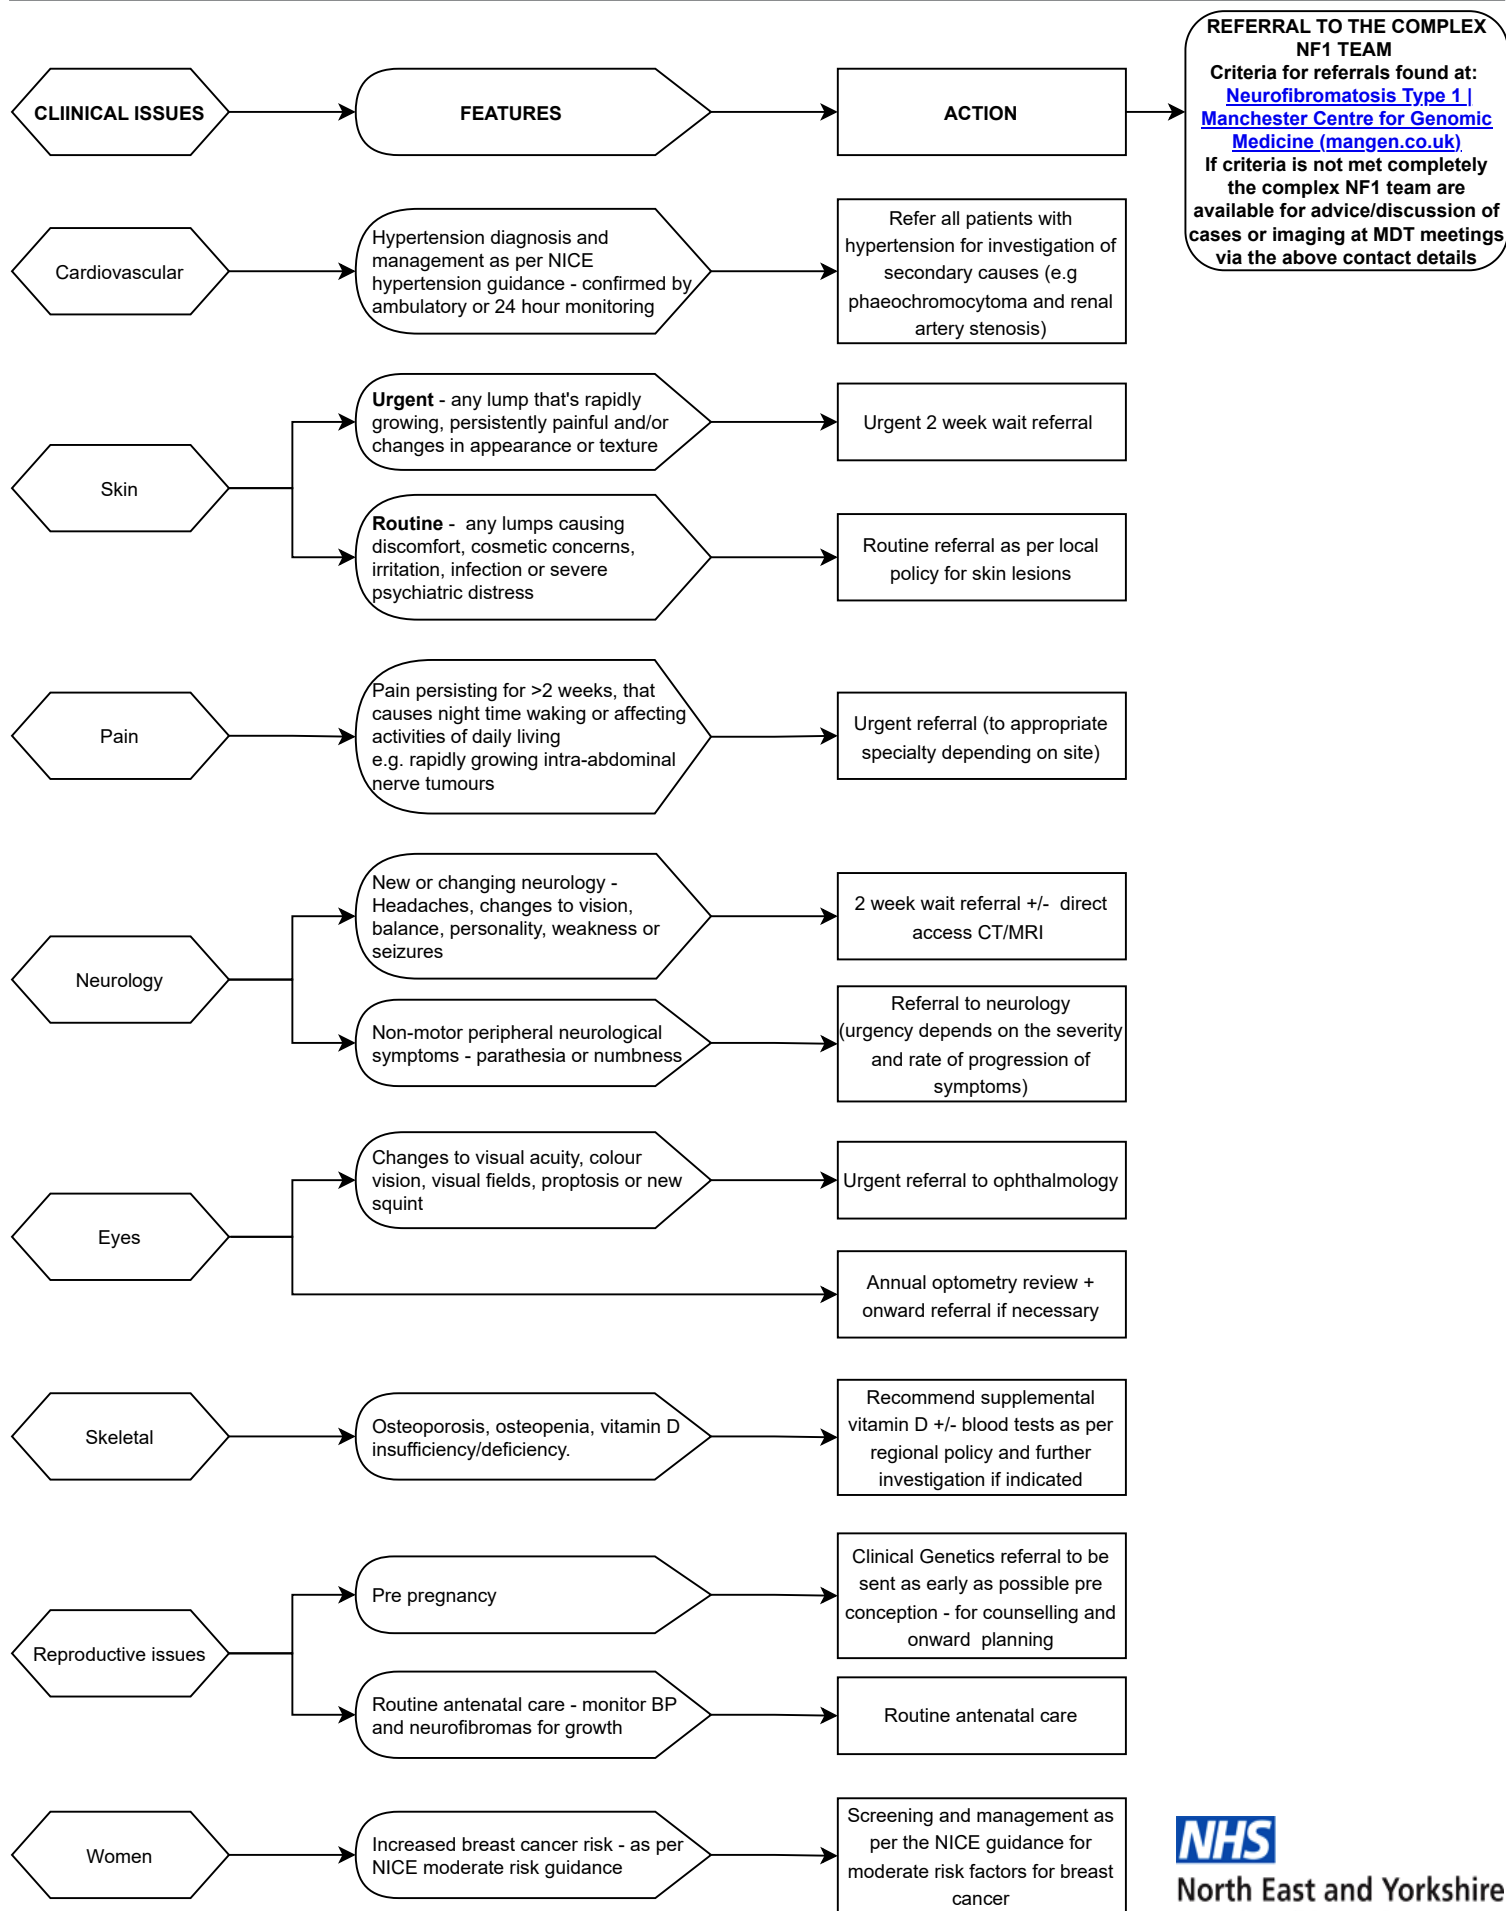 CLIINICAL ISSUES
FEATURES
ACTION
REFERRAL TO THE COMPLEX
NF1 TEAM
Criteria for referrals found at:
Neurofibromatosis Type 1 |
Manchester Centre for Genomic
Medicine (mangen.co.uk)
If criteria is not met completely
the complex NF1 team are
available for advice/discussion of
cases or imaging at MDT meetings
via the above contact details
Cardiovascular
Hypertension diagnosis and
management as per NICE
hypertension guidance - confirmed by
ambulatory or 24 hour monitoring
Refer all patients with
hypertension for investigation of
secondary causes (e.g
phaeochromocytoma and renal
artery stenosis)
Skin
Urgent - any lump that's rapidly
growing, persistently painful and/or
changes in appearance or texture
Urgent 2 week wait referral
Routine - any lumps causing
discomfort, cosmetic concerns,
irritation, infection or severe
psychiatric distress
Routine referral as per local
policy for skin lesions
Pain
Pain persisting for >2 weeks, that
causes night time waking or affecting
activities of daily living
e.g. rapidly growing intra-abdominal
nerve tumours
Urgent referral (to appropriate
specialty depending on site)
Neurology
New or changing neurology -
Headaches, changes to vision,
balance, personality, weakness or
seizures
2 week wait referral +/- direct
access CT/MRI
Non-motor peripheral neurological
symptoms - parathesia or numbness
Referral to neurology
(urgency depends on the severity
and rate of progression of
symptoms)
Eyes
Changes to visual acuity, colour
vision, visual fields, proptosis or new
squint
Urgent referral to ophthalmology
Annual optometry review +
onward referral if necessary
Skeletal
Osteoporosis, osteopenia, vitamin D
insufficiency/deficiency.
Recommend supplemental
vitamin D +/- blood tests as per
regional policy and further
investigation if indicated
Reproductive issues
Pre pregnancy
Clinical Genetics referral to be
sent as early as possible pre
conception - for counselling and
onward planning
Routine antenatal care - monitor BP
and neurofibromas for growth
Routine antenatal care
Women
Increased breast cancer risk - as per
NICE moderate risk guidance
Screening and management as
per the NICE guidance for
moderate risk factors for breast
cancer
NHS
North East and Yorkshire